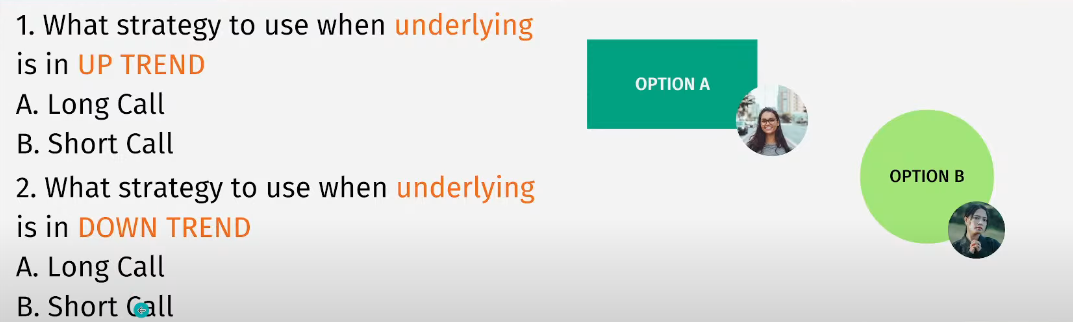 1. What strategy to use when underlying
is in UP TREND
A. Long Call
B. Short Call
2. What strategy to use when underlying
is in DOWN TREND
A. Long Call
B. Short Call
OPTION A
OPTION B